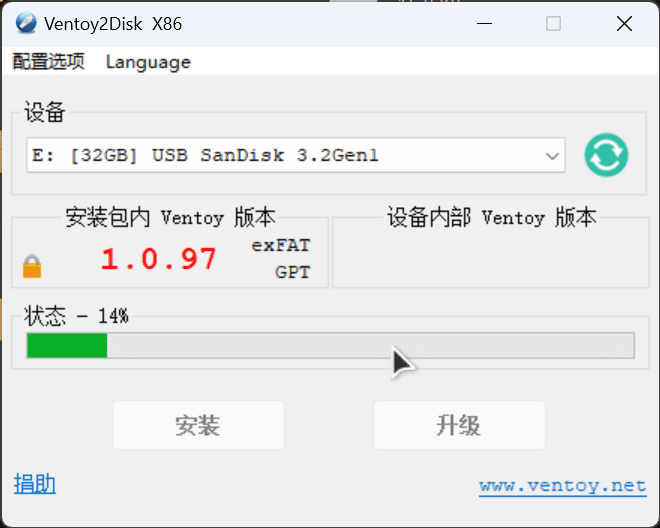 Ventoy2Disk X86
配置选项 Language
设备
E: [32GB] USB SanDisk 3.2Gen1
安装包内 Ventoy 版本
1.0.97
exFAT
GPT
设备内部 Ventoy 版本
状态 - 14%
安装 升级
捐助 www.ventoy.net